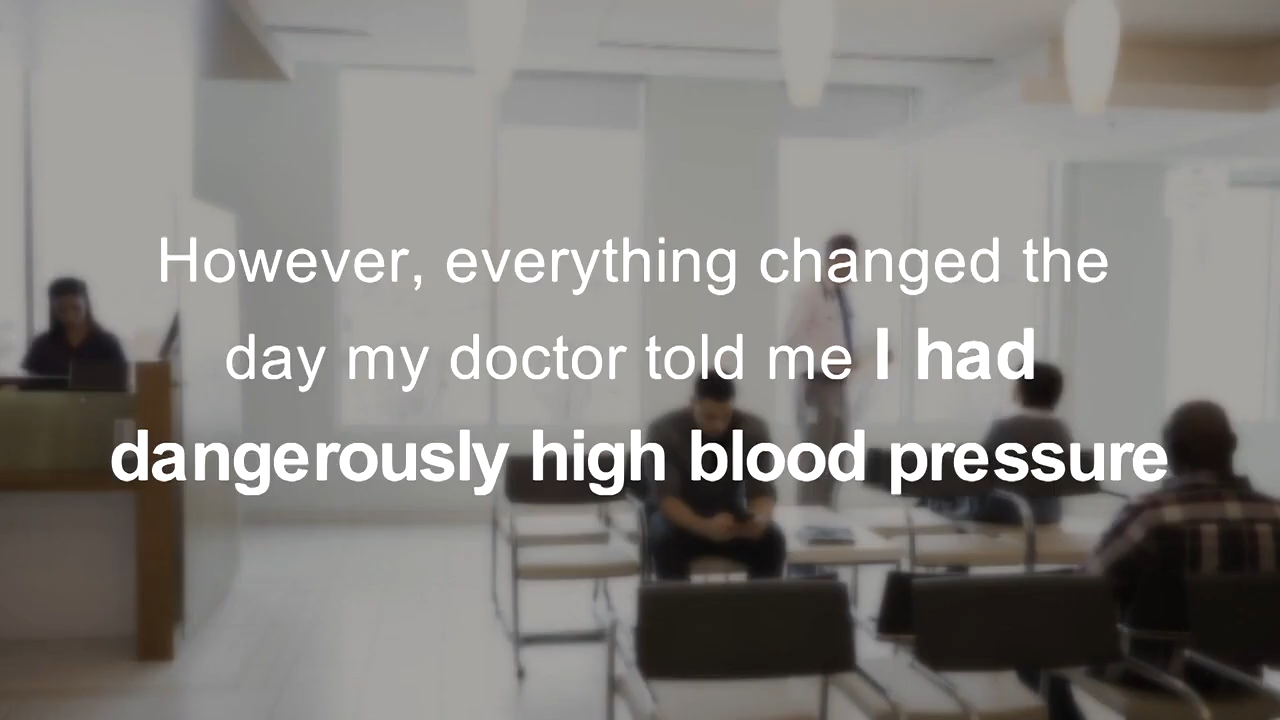 However, everything changed the
day my doctor told me I had
dangerously high blood pressure